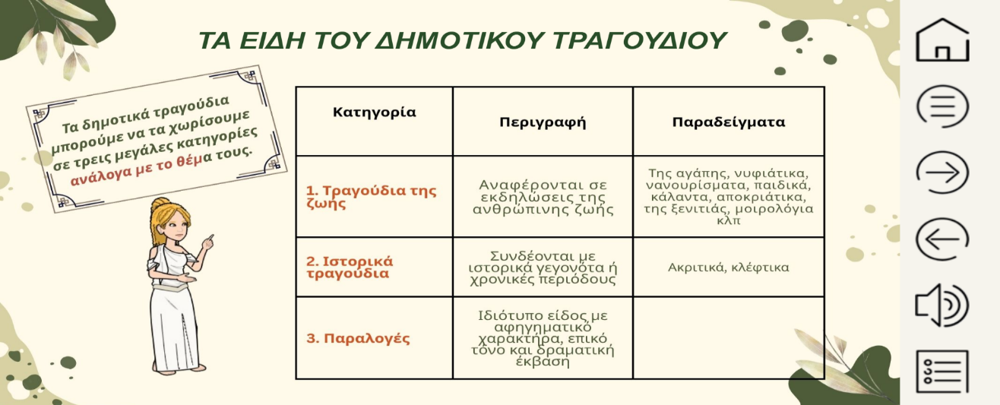 ΤΑ ΕΙΔΗ ΤΟΥ ΔΗΜΟΤΙΚΟΥ ΤΡΑΓΟΥΔΙΟΥ
Τα δημοτικά τραγούδια
μπορούμε να τα χωρίσουμε
σε τρεις μεγάλες κατηγορίες
ανάλογα με το θέμα τους.
Κατηγορία
Περιγραφή
Παραδείγματα
1. Τραγούδια της
ζωής
Αναφέρονται σε
εκδηλώσεις της
ανθρώπινης ζωής
Της αγάπης, νυφιάτικα,
νανουρίσματα, παιδικά,
κάλαντα, αποκριάτικα,
της ξενιτιάς, μοιρολόγια
κλπ
2. Ιστορικά
τραγούδια
Συνδέονται με
ιστορικά γεγονότα ή
χρονικές περιόδους
Ακριτικά, κλέφτικα
3. Παραλογές
Ιδιότυπο είδος με
αφηγηματικό
χαρακτήρα, επικό
τόνο και δραματική
έκβαση